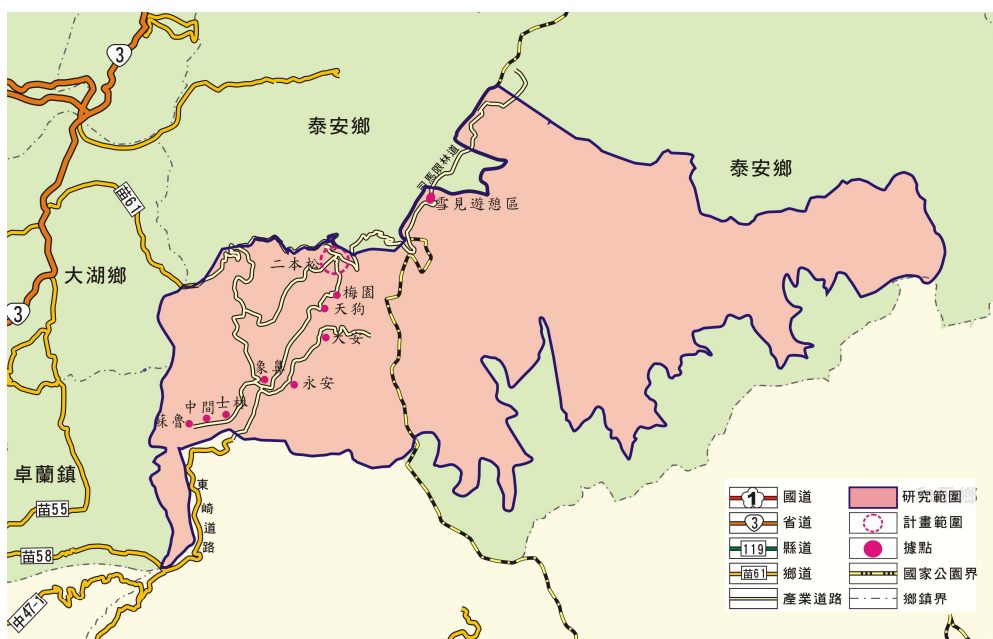 3
泰安鄉
泰安鄉
司馬限林道
苗61
雪見遊憩區
大湖鄉
二本松
梅園
天狗
3
大安
象鼻
永安
士林
中間
蘇魯
卓蘭鎮
東崎道路
苗55
苗58
中47-1
1 國道
3 省道
119 縣道
苗61 鄉道
產業道路
研究範圍
計畫範圍
據點
國家公園界
鄉鎮界